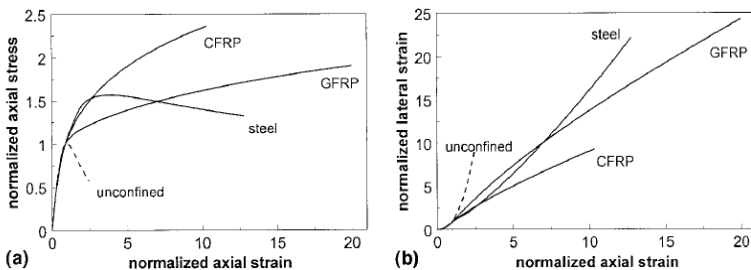 2.5
2
1.5
1
0.5
0
normalized axial stress
CFRP
GFRP
steel
unconfined
0 5 10 15 20
(a) normalized axial strain
25
20
15
10
5
0
normalized lateral strain
steel
GFRP
unconfined
CFRP
0 5 10 15 20
(b) normalized axial strain